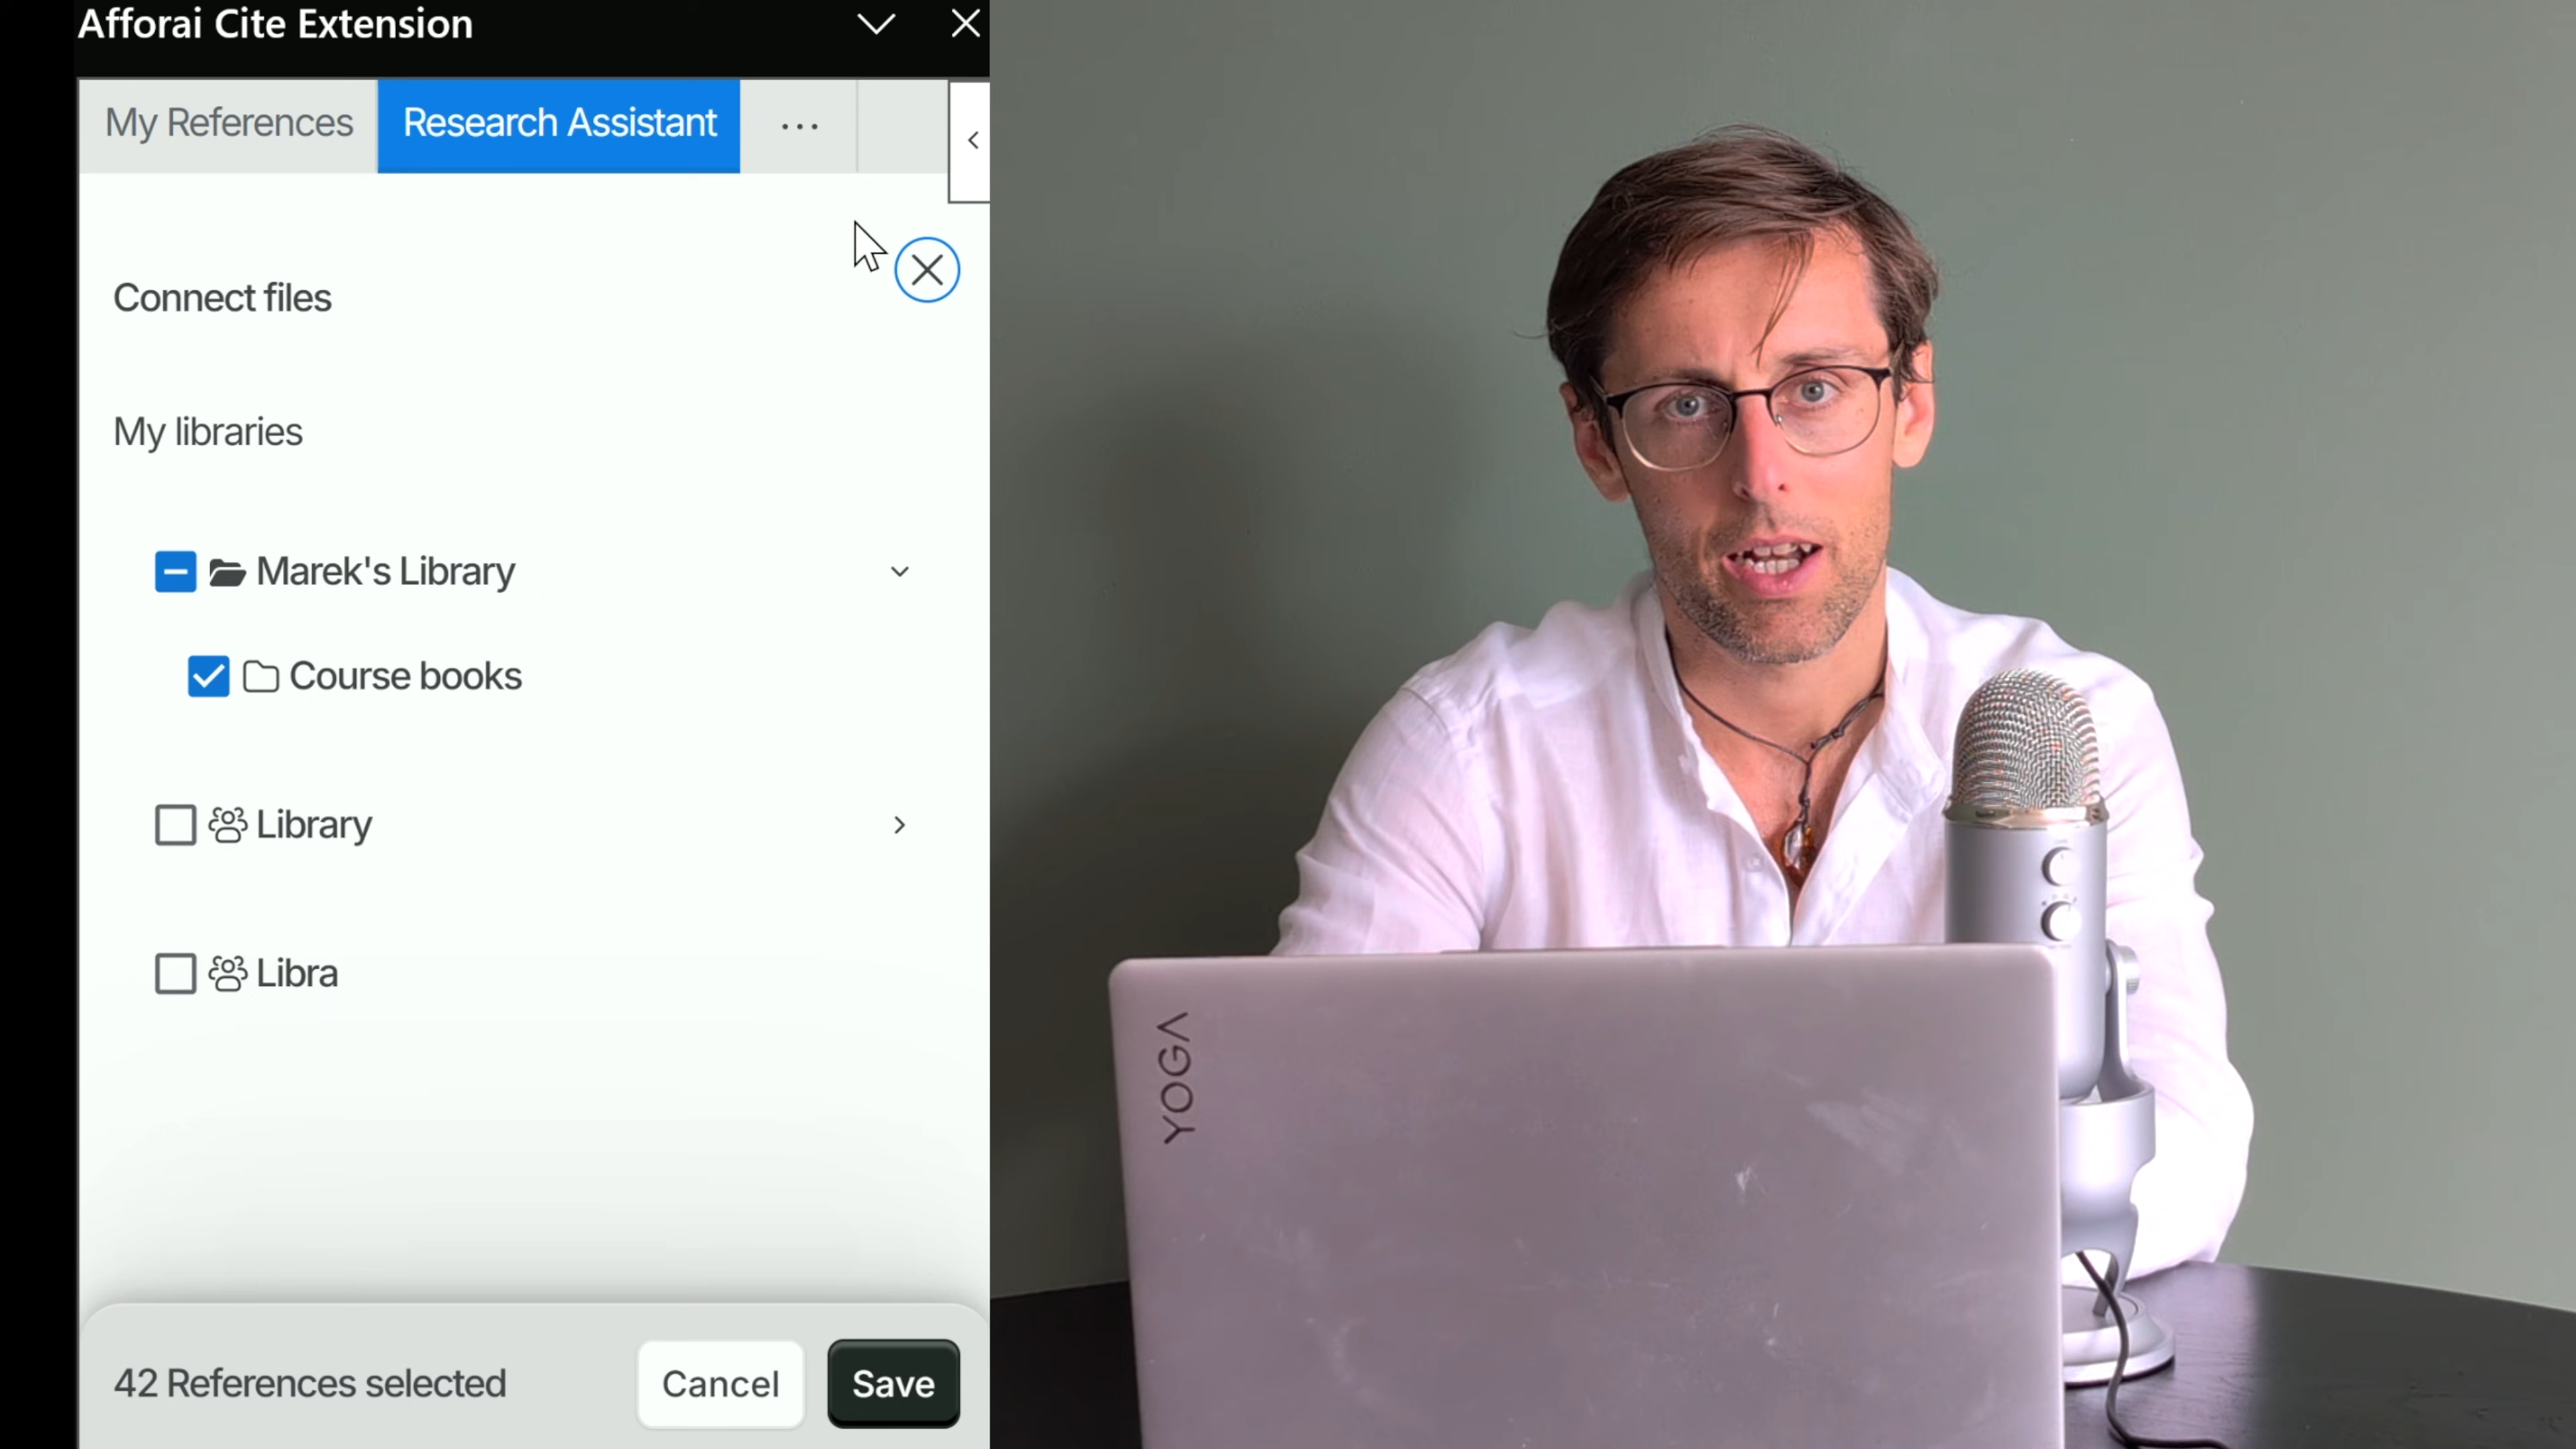 Afforai Cite Extension
My References
Research Assistant
...
Connect files
My libraries
Marek's Library
Course books
Library
Libra
42 References selected
Cancel
Save
YOGA